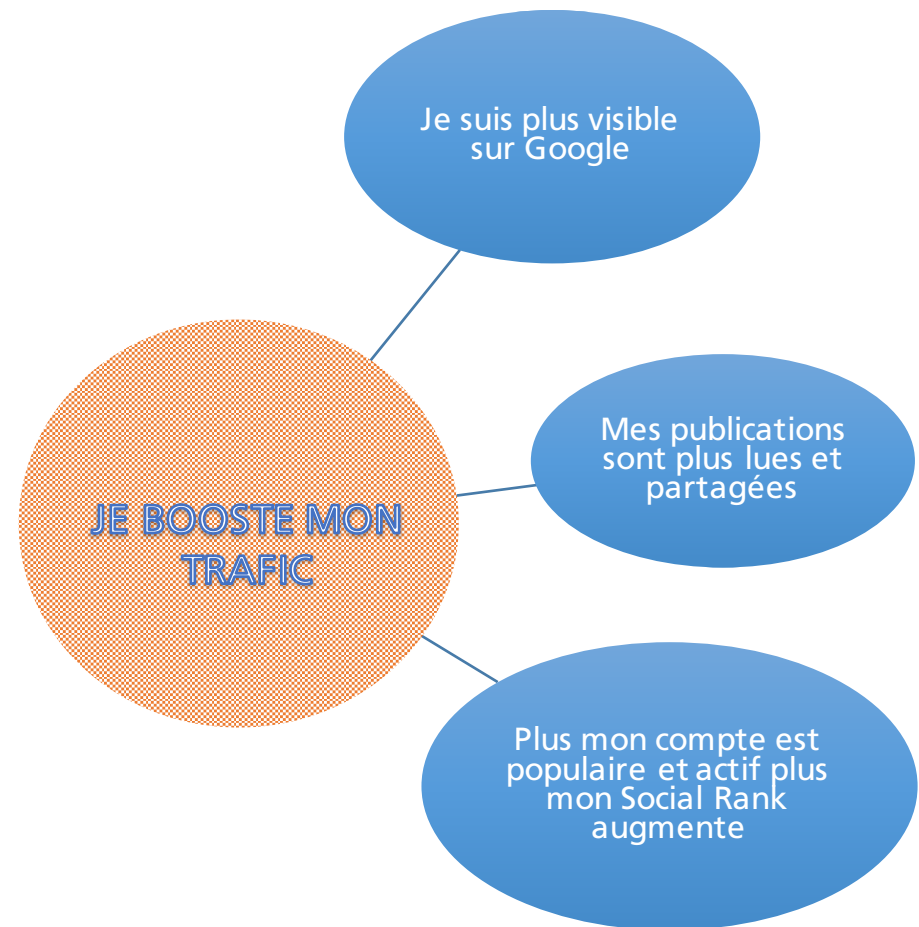 Je suis plus visible
sur Google
Mes publications
sont plus lues et
partagées
JE BOOSTE MON
TRAFIC
Plus mon compte est
populaire et actif plus
mon Social Rank
augmente